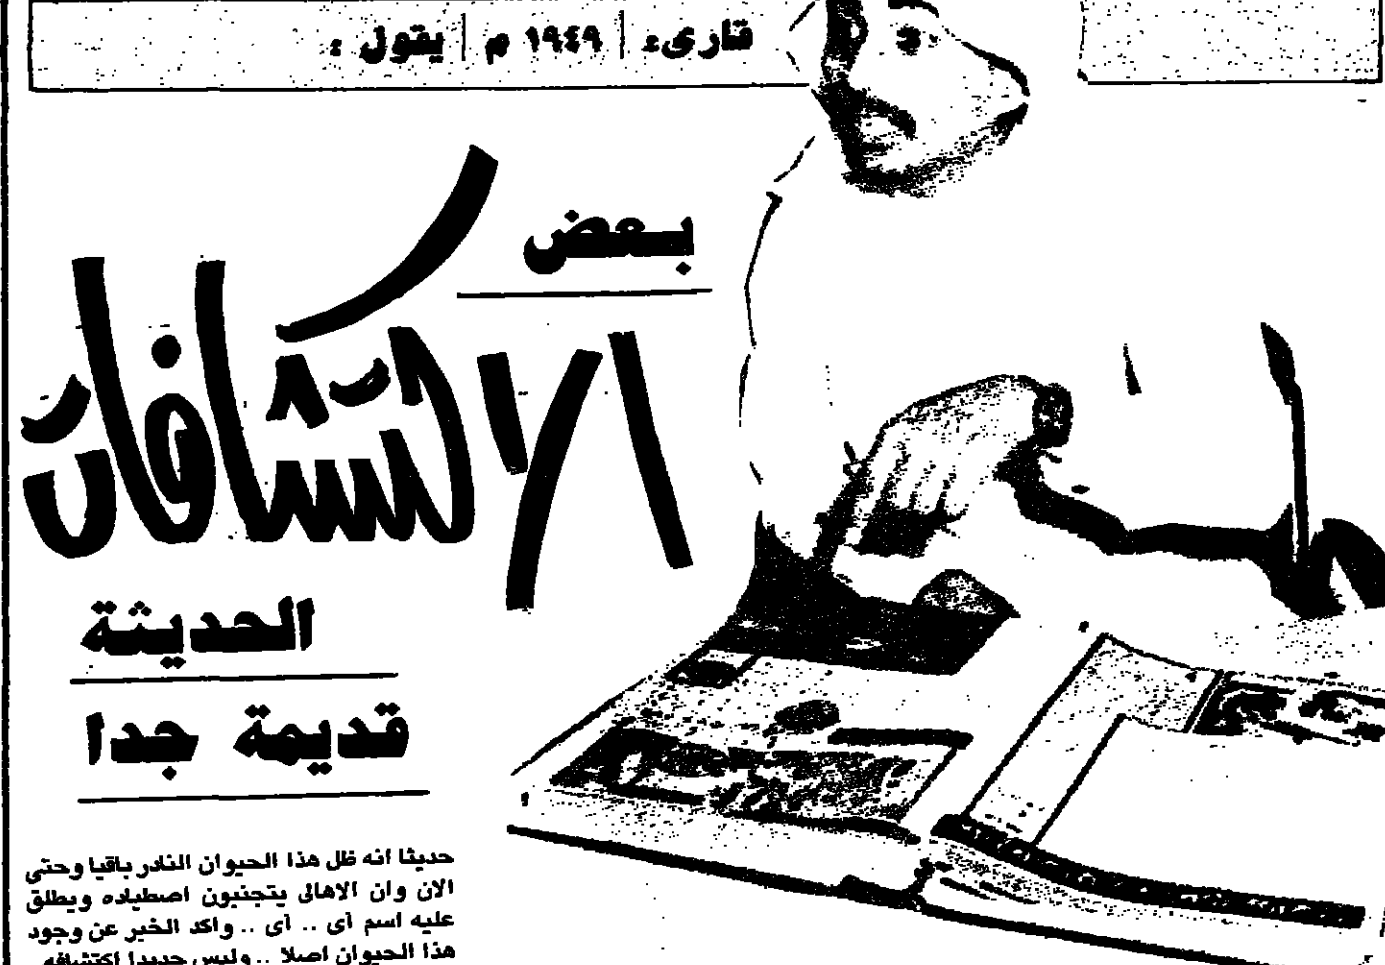 قارىء | ١٩٤٩ م | يقول :
بعض
الاكتشافات
الحديثة
قديمة جدا
حديثا انه ظل هذا الحيوان النادر باقيا وحتى
الان وان الاهالى يتجنبون اصطياده ويطلق
عليه اسم آى .. آى .. واكد الخبر عن وجود
هذا الحيوان اصلا .. وليس جديدا اكتشافه